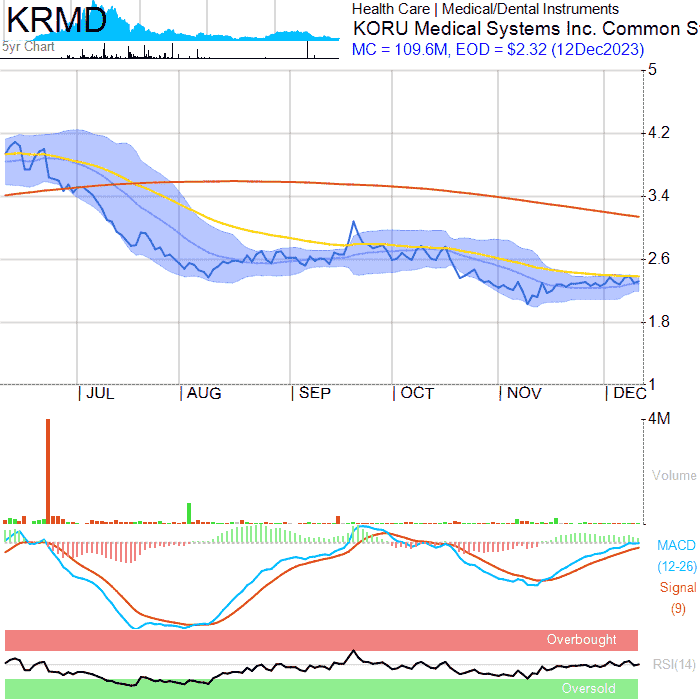 KRMD
5yr Chart
Health Care | Medical/Dental Instruments
KORU Medical Systems Inc. Common S
MC = 109.6M, EOD = $2.32 (12Dec2023)
5
4.2
3.4
2.6
1.8
1
JUL
AUG
SEP
OCT
NOV
DEC
4M
Volume
MACD
(12-26)
Signal
(9)
Overbought
RSI(14)
Oversold